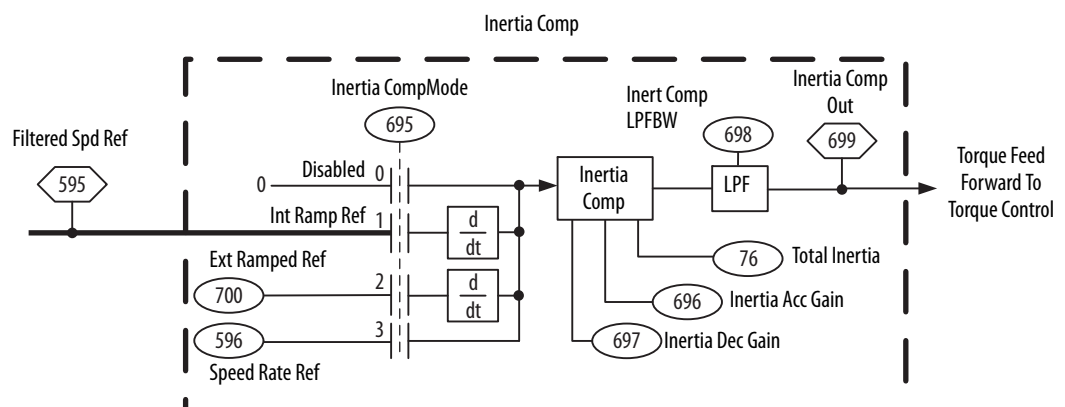 Inertia Comp
Inertia CompMode
695
Inert Comp
LPFBW
698
Inertia Comp
Out
699
Filtered Spd Ref
595
0
Disabled 0
Int Ramp Ref 1
d
dt
Inertia
Comp
LPF
Torque Feed
Forward To
Torque Control
Ext Ramped Ref
700
2
d
dt
76
Total Inertia
696
Inertia Acc Gain
596
3
697
Inertia Dec Gain
Speed Rate Ref